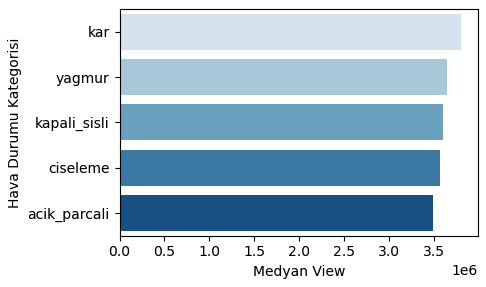 Hava Durumu Kategorisi
kar
yagmur
kapali_sisli
ciseleme
acik_parcali
0.0 0.5 1.0 1.5 2.0 2.5 3.0 3.5
1e6
Medyan View